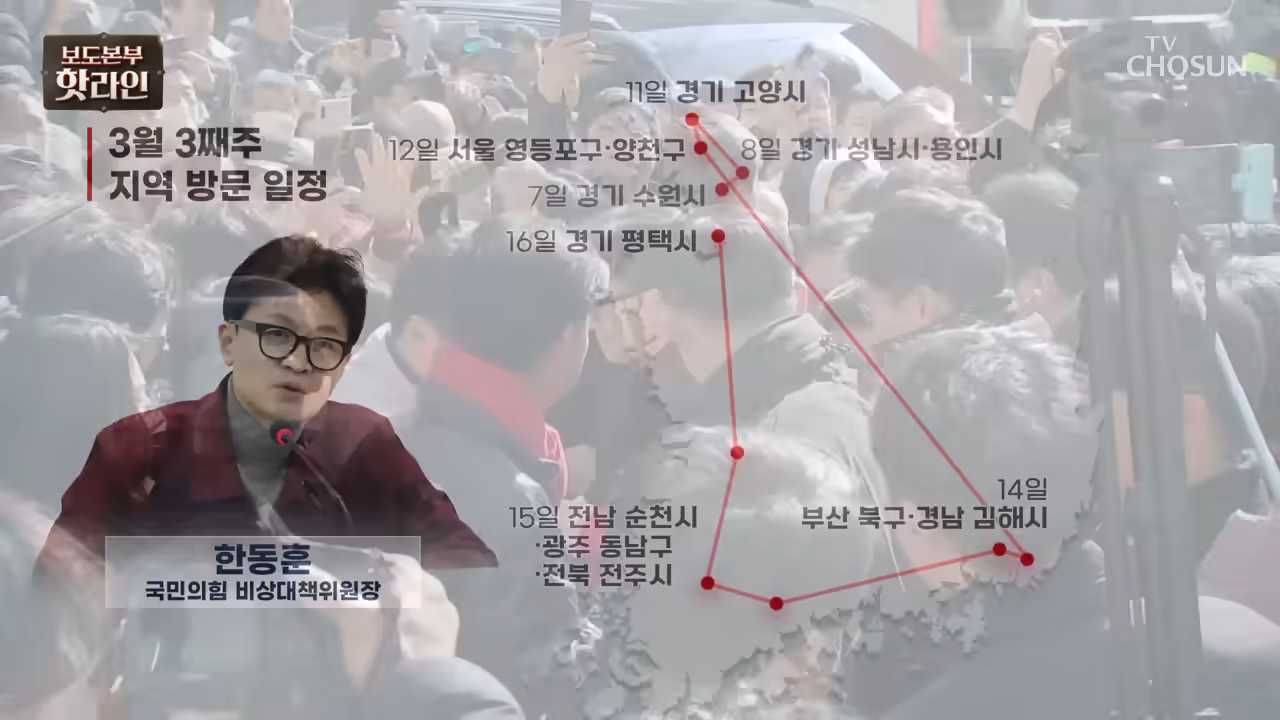 보도본부
핫라인
TV
CHOSUN
3월 3째주
지역 방문 일정
11일 경기 고양시
12일 서울 영등포구·양천구
8일 경기 성남시·용인시
7일 경기 수원시
16일 경기 평택시
14일
부산 북구·경남 김해시
15일 전남 순천시
·광주 동남구
·전북 전주시
한동훈
국민의힘 비상대책위원장